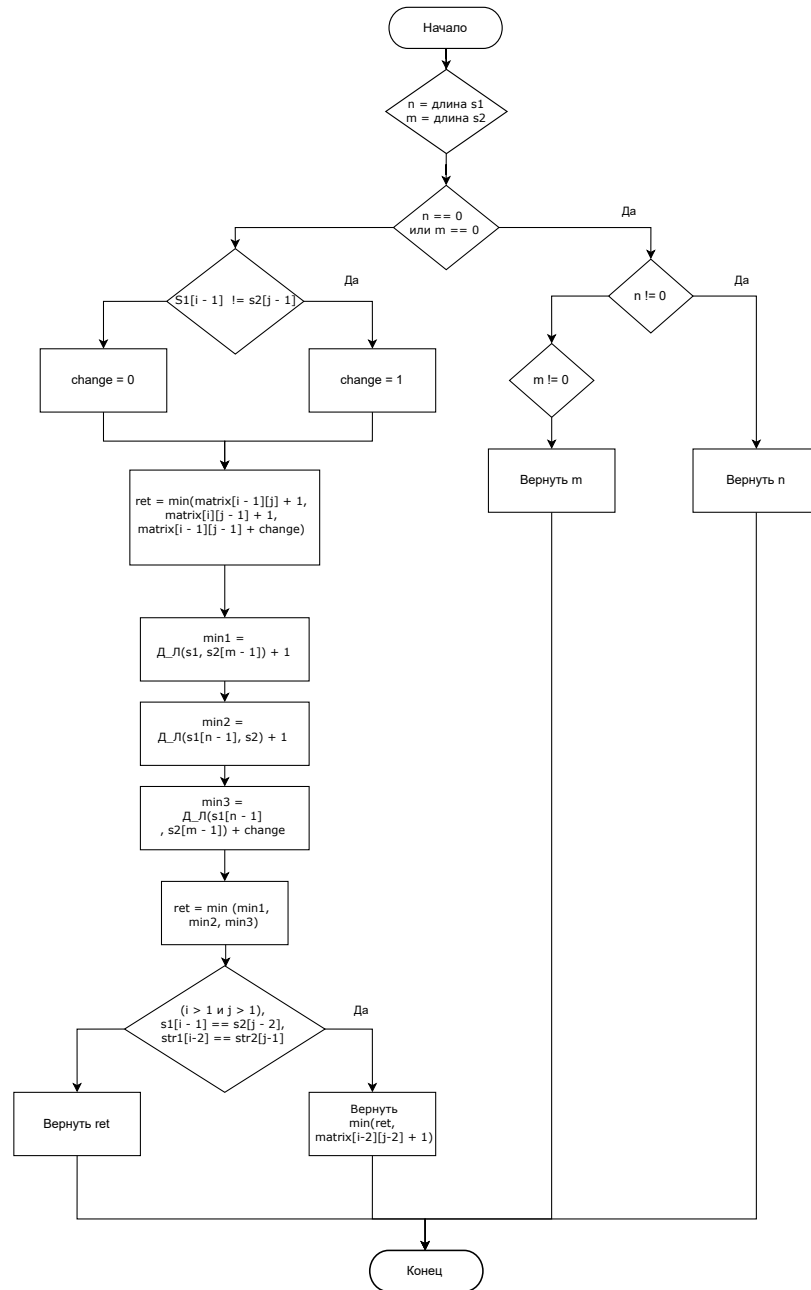 Начало
n = длина s1
m = длина s2
n == 0
или m == 0
Да
S1[i - 1]  != s2[j - 1]
Да
n != 0
Да
change = 0
change = 1
m != 0
Вернуть m
Вернуть n
ret = min(matrix[i - 1][j] + 1,
matrix[i][j - 1] + 1,
matrix[i - 1][j - 1] + change)
min1 =
Д_Л(s1, s2[m - 1]) + 1
min2 =
Д_Л(s1[n - 1], s2) + 1
min3 =
Д_Л(s1[n - 1]
, s2[m - 1]) + change
ret = min (min1,
min2, min3)
(i > 1 и j > 1),
s1[i - 1] == s2[j - 2],
str1[i-2] == str2[j-1]
Да
Вернуть ret
Вернуть
min(ret,
matrix[i-2][j-2] + 1)
Конец